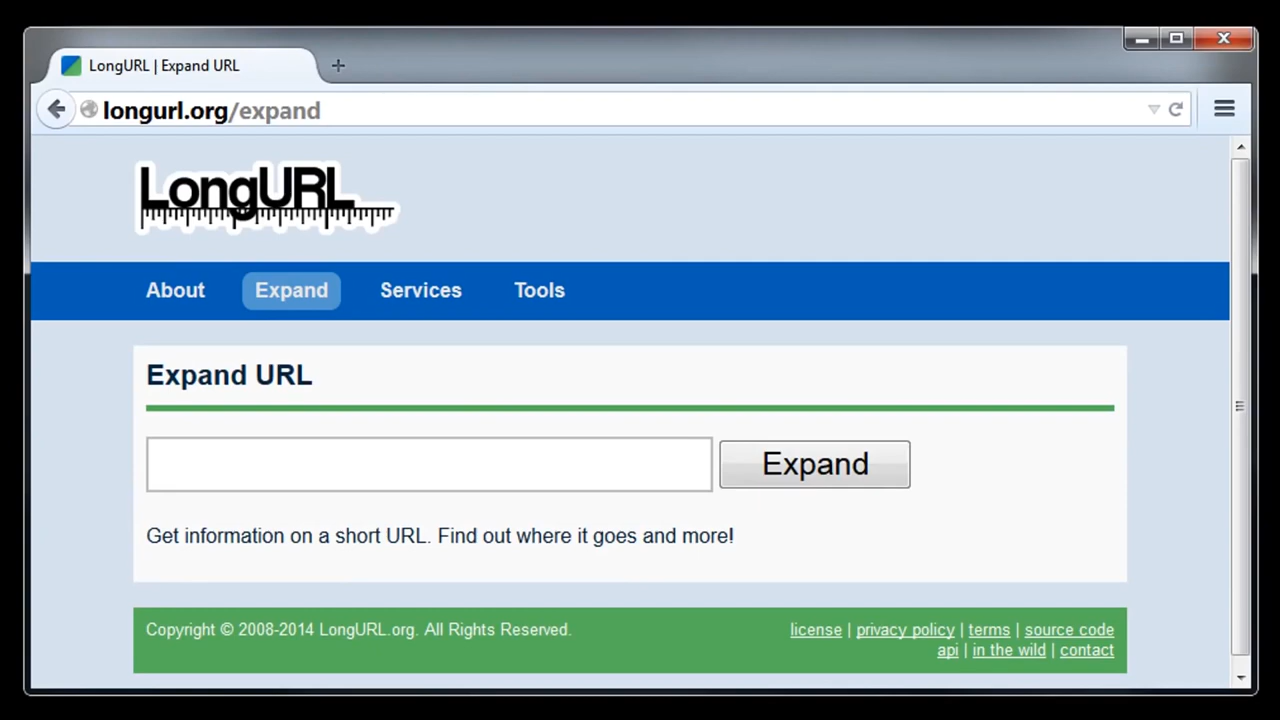 LongURL | Expand URL
longurl.org/expand
LongURL
About Expand Services Tools
Expand URL
Expand
Get information on a short URL. Find out where it goes and more!
Copyright © 2008-2014 LongURL.org. All Rights Reserved.
license | privacy policy | terms | source code
api | in the wild | contact